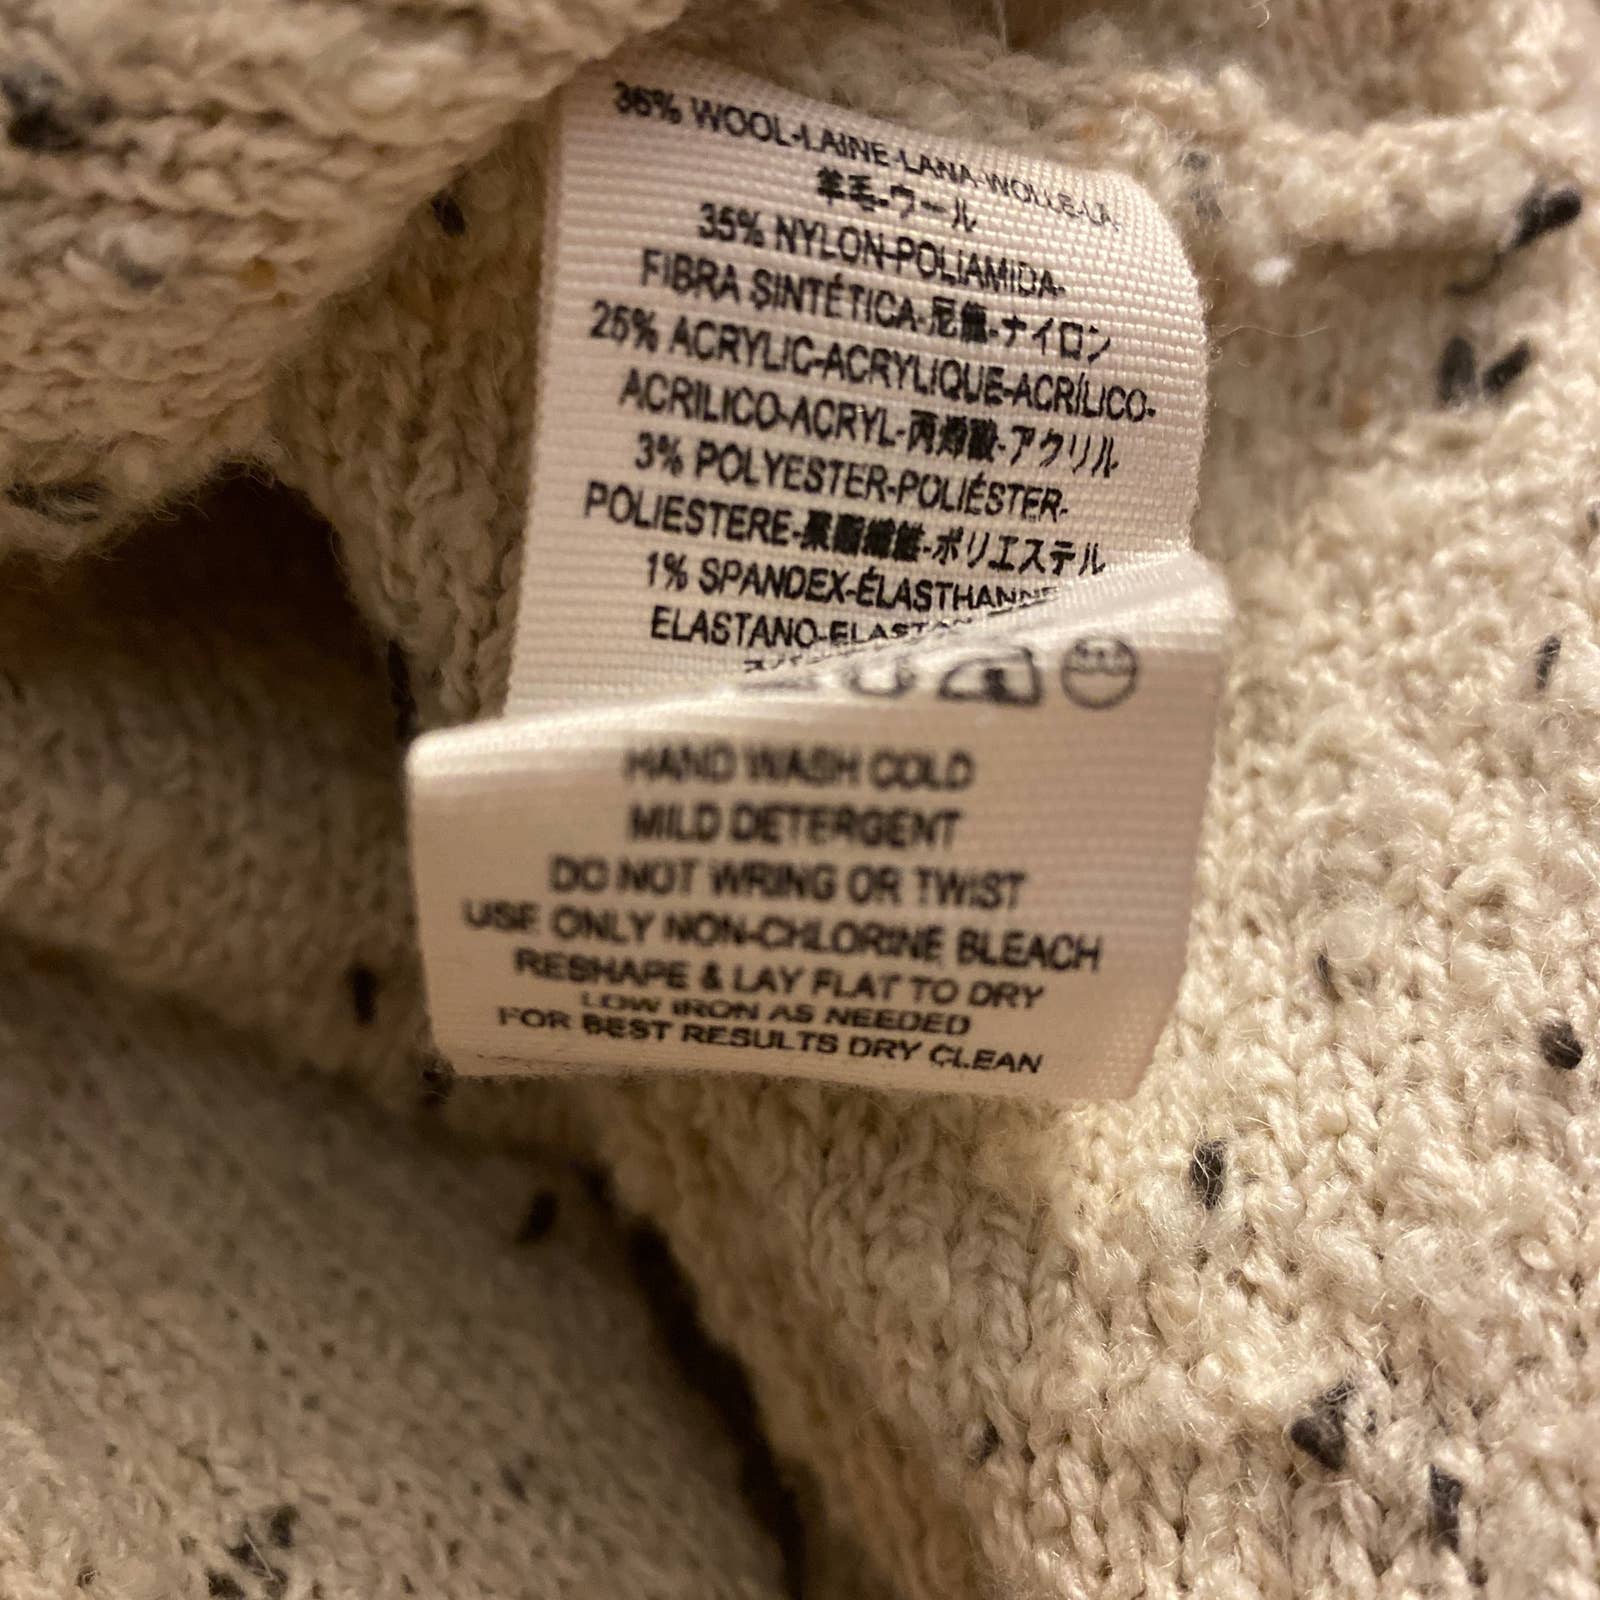 36% WOOL-LAINE-LANA-WOLLE-LÃ-
羊毛-ウール
35% NYLON-POLIAMIDA-
FIBRA SINTÉTICA-尼龍-ナイロン
25% ACRYLIC-ACRYLIQUE-ACRÍLICO-
ACRILICO-ACRYL-丙烯酸-アクリル
3% POLYESTER-POLIÉSTER-
POLIESTERE-聚酯纖維-ポリエステル
1% SPANDEX-ÉLASTHANNE
ELASTANO-
HAND WASH COLD
MILD DETERGENT
DO NOT WRING OR TWIST
USE ONLY NON-CHLORINE BLEACH
RESHAPE & LAY FLAT TO DRY
LOW IRON AS NEEDED
FOR BEST RESULTS DRY CLEAN